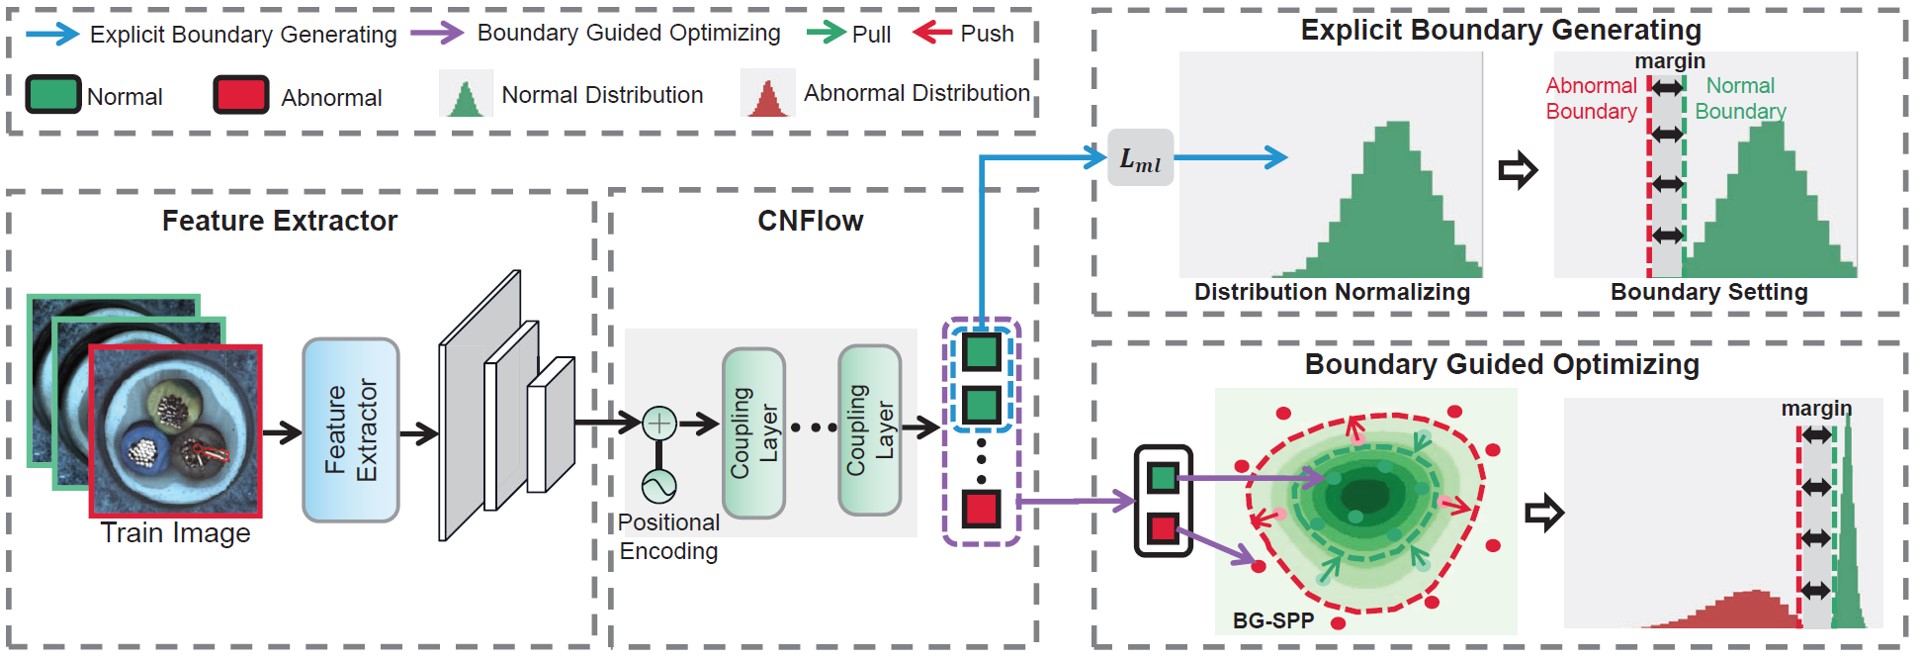 Explicit Boundary Generating
Boundary Guided Optimizing
Pull
Push
Normal
Abnormal
Normal Distribution
Abnormal Distribution
Feature Extractor
Train Image
Feature
Extractor
CNFlow
Positional
Encoding
Coupling
Layer
Coupling
Layer
Explicit Boundary Generating
L_ml
Distribution Normalizing
margin
Abnormal
Boundary
Normal
Boundary
Boundary Setting
Boundary Guided Optimizing
BG-SPP
margin